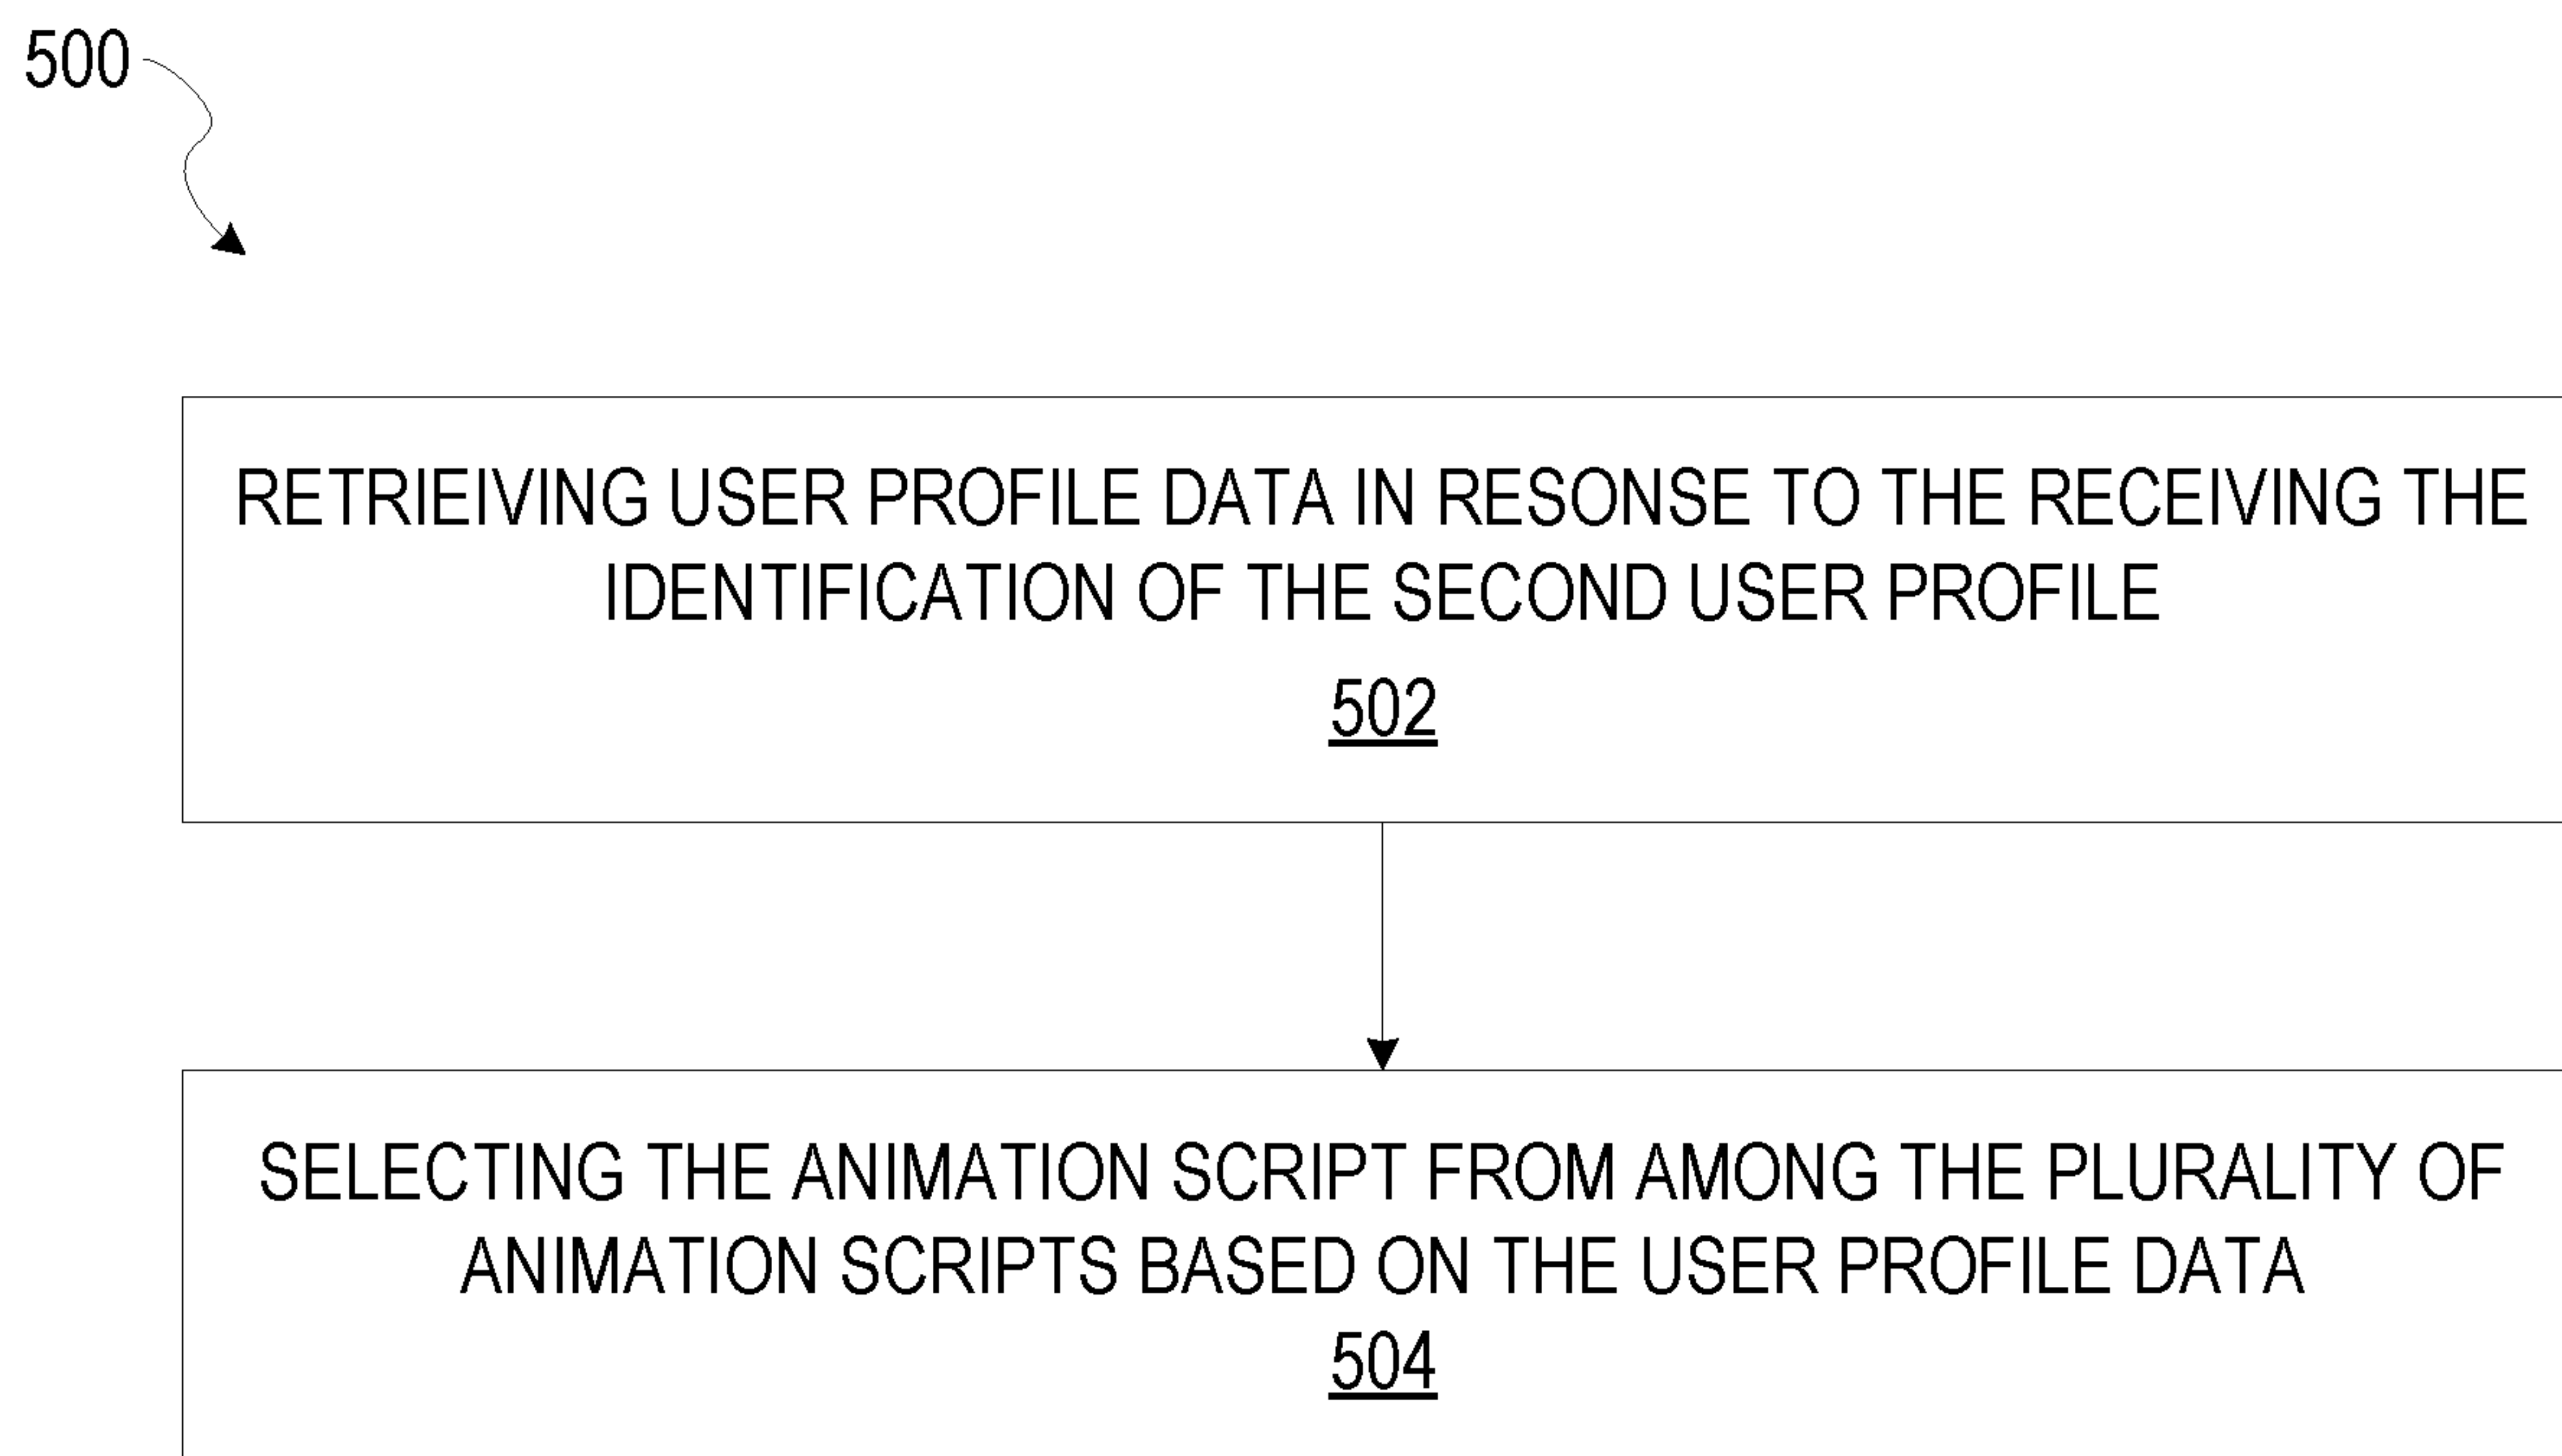 500
RETRIEIVING USER PROFILE DATA IN RESONSE TO THE RECEIVING THE
IDENTIFICATION OF THE SECOND USER PROFILE
502
SELECTING THE ANIMATION SCRIPT FROM AMONG THE PLURALITY OF
ANIMATION SCRIPTS BASED ON THE USER PROFILE DATA
504